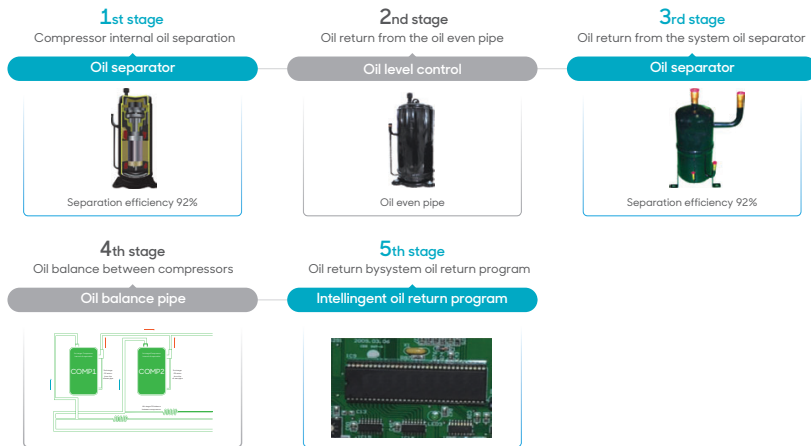 1st stage
Compressor internal oil separation
Oil separator
Separation efficiency 92%
2nd stage
Oil return from the oil even pipe
Oil level control
Oil even pipe
3rd stage
Oil return from the system oil separator
Oil separator
Separation efficiency 92%
4th stage
Oil balance between compressors
Oil balance pipe
COMP1
COMP2
5th stage
Oil return bysystem oil return program
Intellingent oil return program